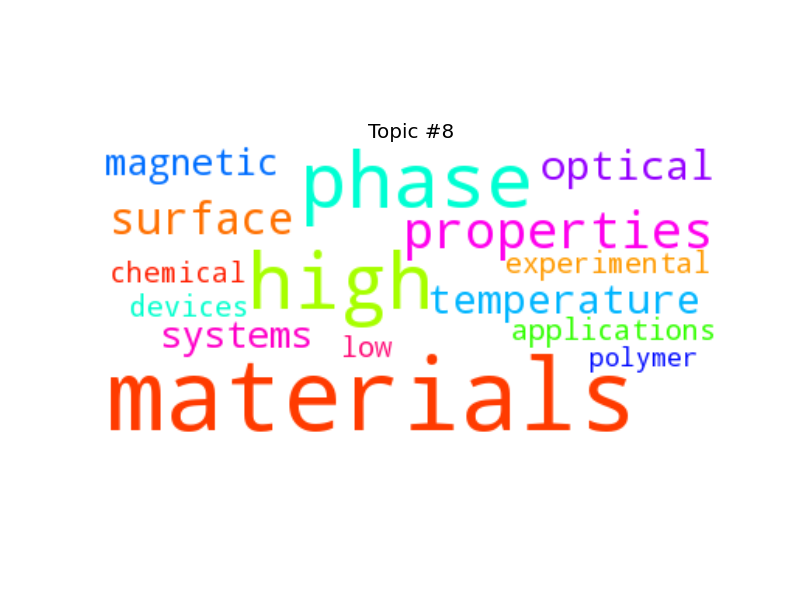 Topic #8
magnetic
phase
optical
surface
properties
chemical
high
experimental
devices
temperature
systems
low
applications
polymer
materials